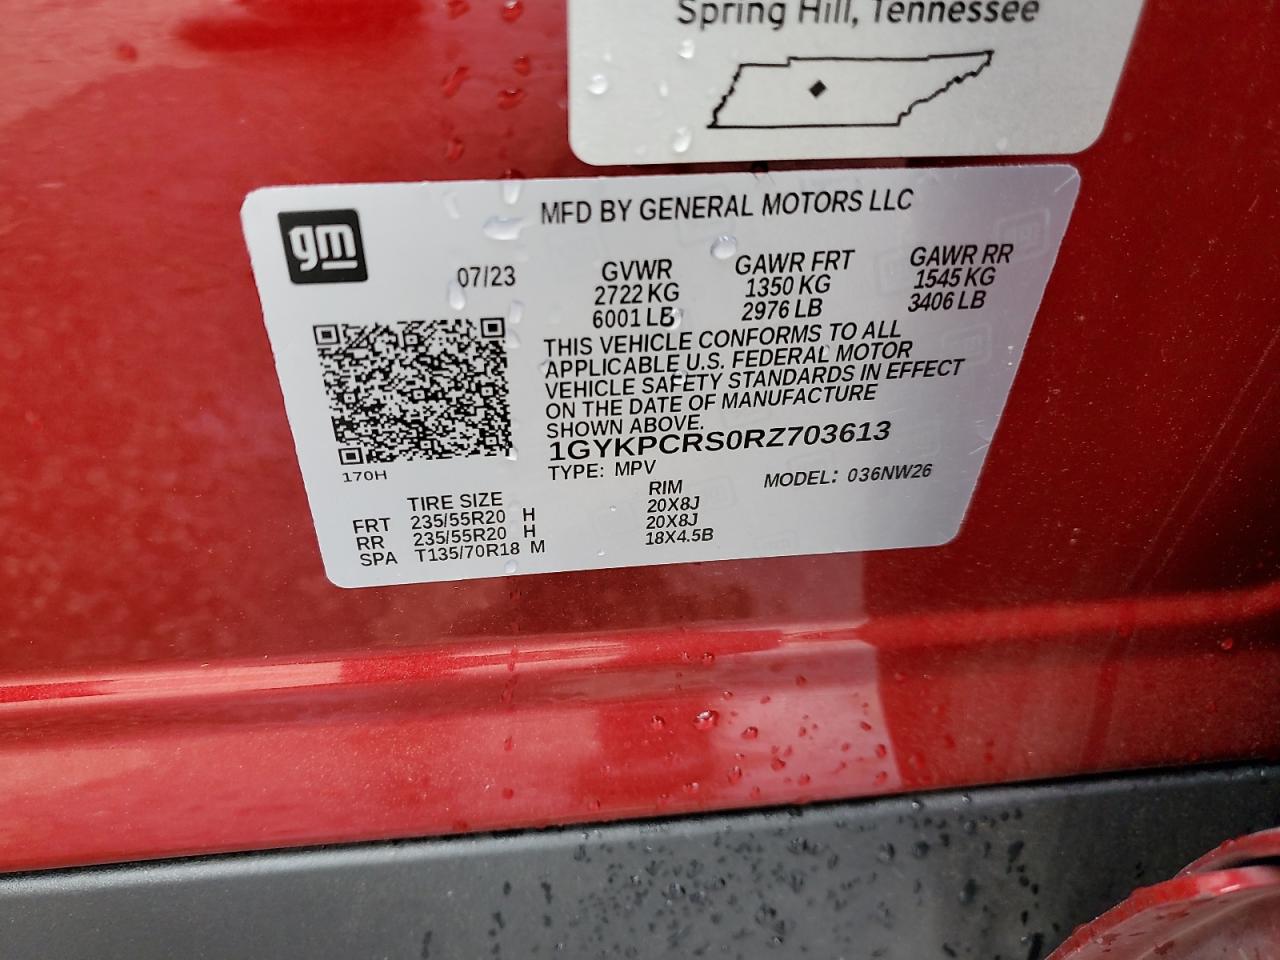 Spring Hill, Tennessee
gm
MFD BY GENERAL MOTORS LLC
07/23
GVWR GAWR FRT GAWR RR
2722 KG 1350 KG 1545 KG
6001 LB 2976 LB 3406 LB
THIS VEHICLE CONFORMS TO ALL
APPLICABLE U.S. FEDERAL MOTOR
VEHICLE SAFETY STANDARDS IN EFFECT
ON THE DATE OF MANUFACTURE
SHOWN ABOVE.
1GYKPCRS0RZ703613
TYPE: MPV MODEL: 036NW26
170H
TIRE SIZE RIM
FRT 235/55R20 H 20X8J
RR 235/55R20 H 20X8J
SPA T135/70R18 M 18X4.5B